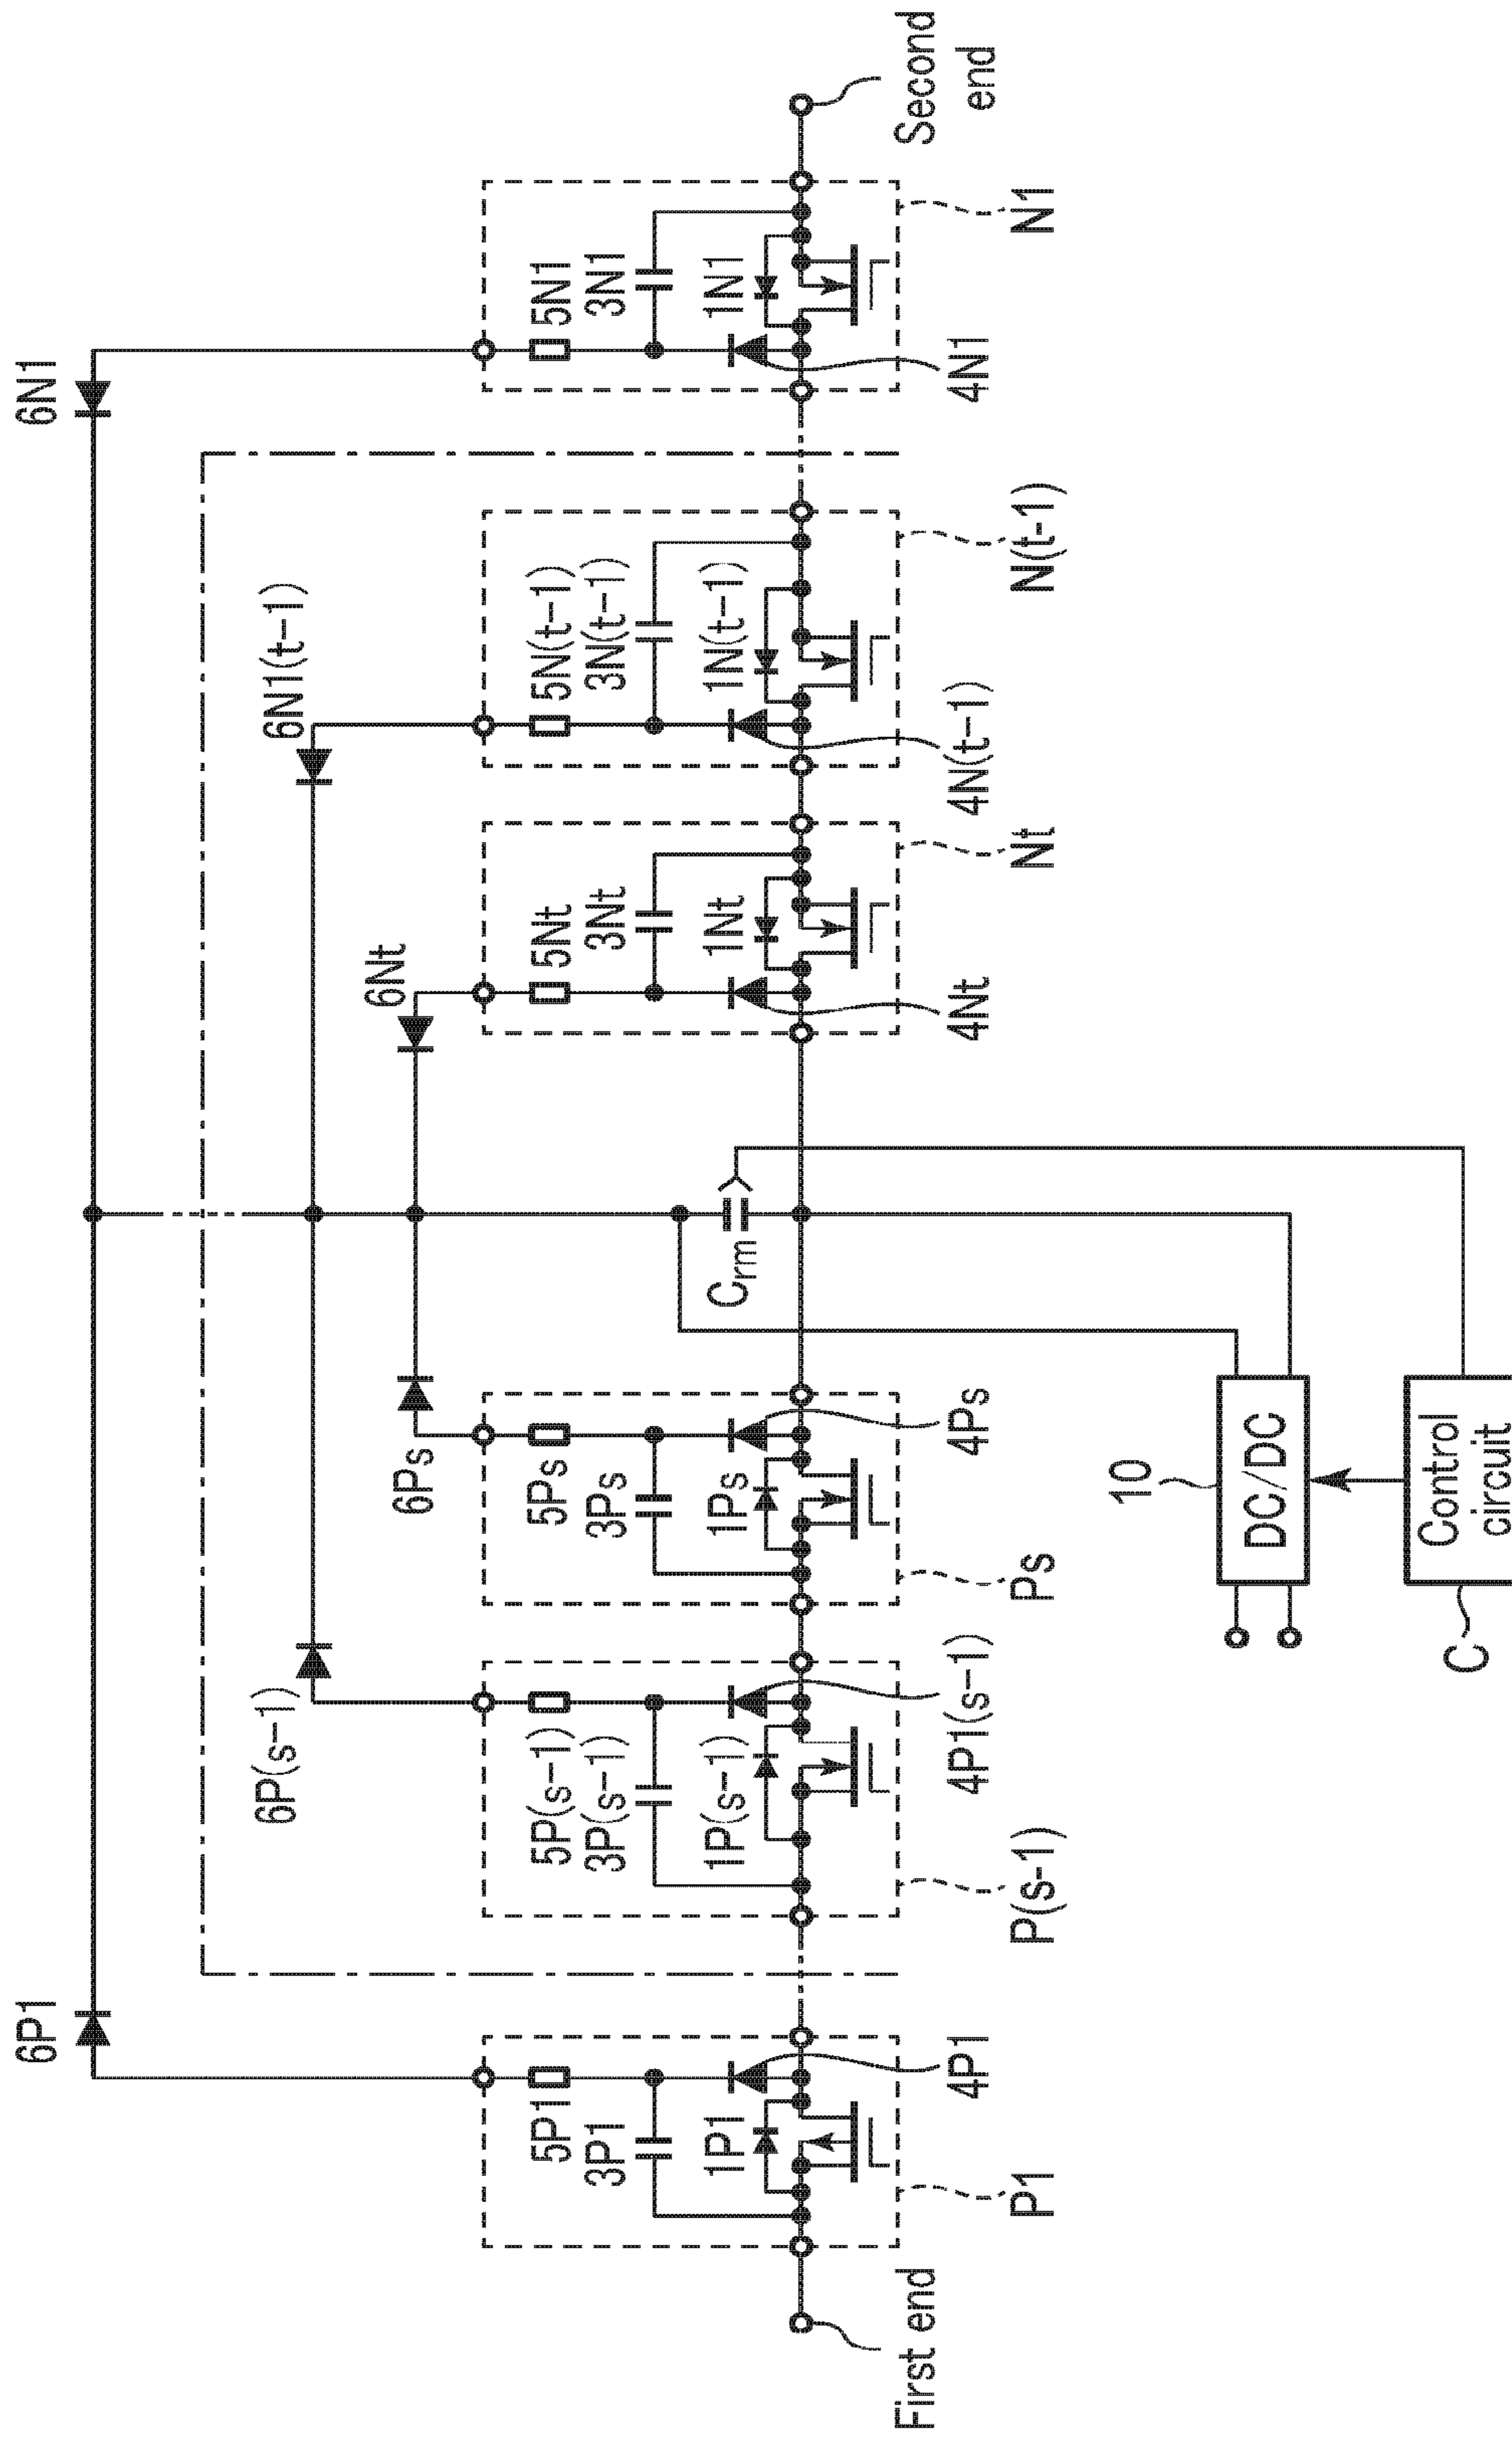 6P1
6N1
6P(s-1)
6N1(t-1)
6Ps
6Nt
5P1
5P(s-1)
5Ps
5Nt
5N(t-1)
5N1
3P1
3P(s-1)
3Ps
3Nt
3N(t-1)
3N1
1P1
1P(s-1)
1Ps
Crm
1Nt
1N(t-1)
1N1
First end
Second
end
4P1
4P1(s-1)
4Ps
4Nt
4N(t-1)
4N1
P1
P(s-1)
Ps
Nt
N(t-1)
N1
10
DC/DC
Control
circuit
C